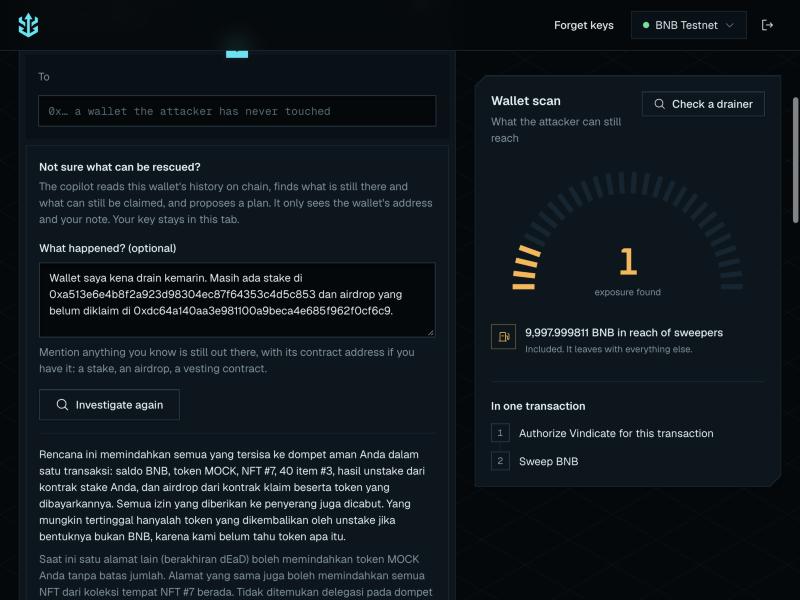 Forget keys
BNB Testnet
To
0x… a wallet the attacker has never touched
Not sure what can be rescued?
The copilot reads this wallet's history on chain, finds what is still there and
what can still be claimed, and proposes a plan. It only sees the wallet's address
and your note. Your key stays in this tab.
What happened? (optional)
Wallet saya kena drain kemarin. Masih ada stake di
0xa513e6e4b8f2a923d98304ec87f64353c4d5c853 dan airdrop yang
belum diklaim di 0xdc64a140aa3e981100a9beca4e685f962f0cf6c9.
Mention anything you know is still out there, with its contract address if you
have it: a stake, an airdrop, a vesting contract.
Investigate again
Rencana ini memindahkan semua yang tersisa ke dompet aman Anda dalam
satu transaksi: saldo BNB, token MOCK, NFT #7, 40 item #3, hasil unstake dari
kontrak stake Anda, dan airdrop dari kontrak klaim beserta token yang
dibayarkannya. Semua izin yang diberikan ke penyerang juga dicabut. Yang
mungkin tertinggal hanyalah token yang dikembalikan oleh unstake jika
bentuknya bukan BNB, karena kami belum tahu token apa itu.
Saat ini satu alamat lain (berakhiran dEaD) boleh memindahkan token MOCK
Anda tanpa batas jumlah. Alamat yang sama juga boleh memindahkan semua
NFT dari koleksi tempat NFT #7 berada. Tidak ditemukan delegasi pada dompet
Wallet scan
What the attacker can still
reach
Check a drainer
1
exposure found
9,997.999811 BNB in reach of sweepers
Included. It leaves with everything else.
In one transaction
1 Authorize Vindicate for this transaction
2 Sweep BNB